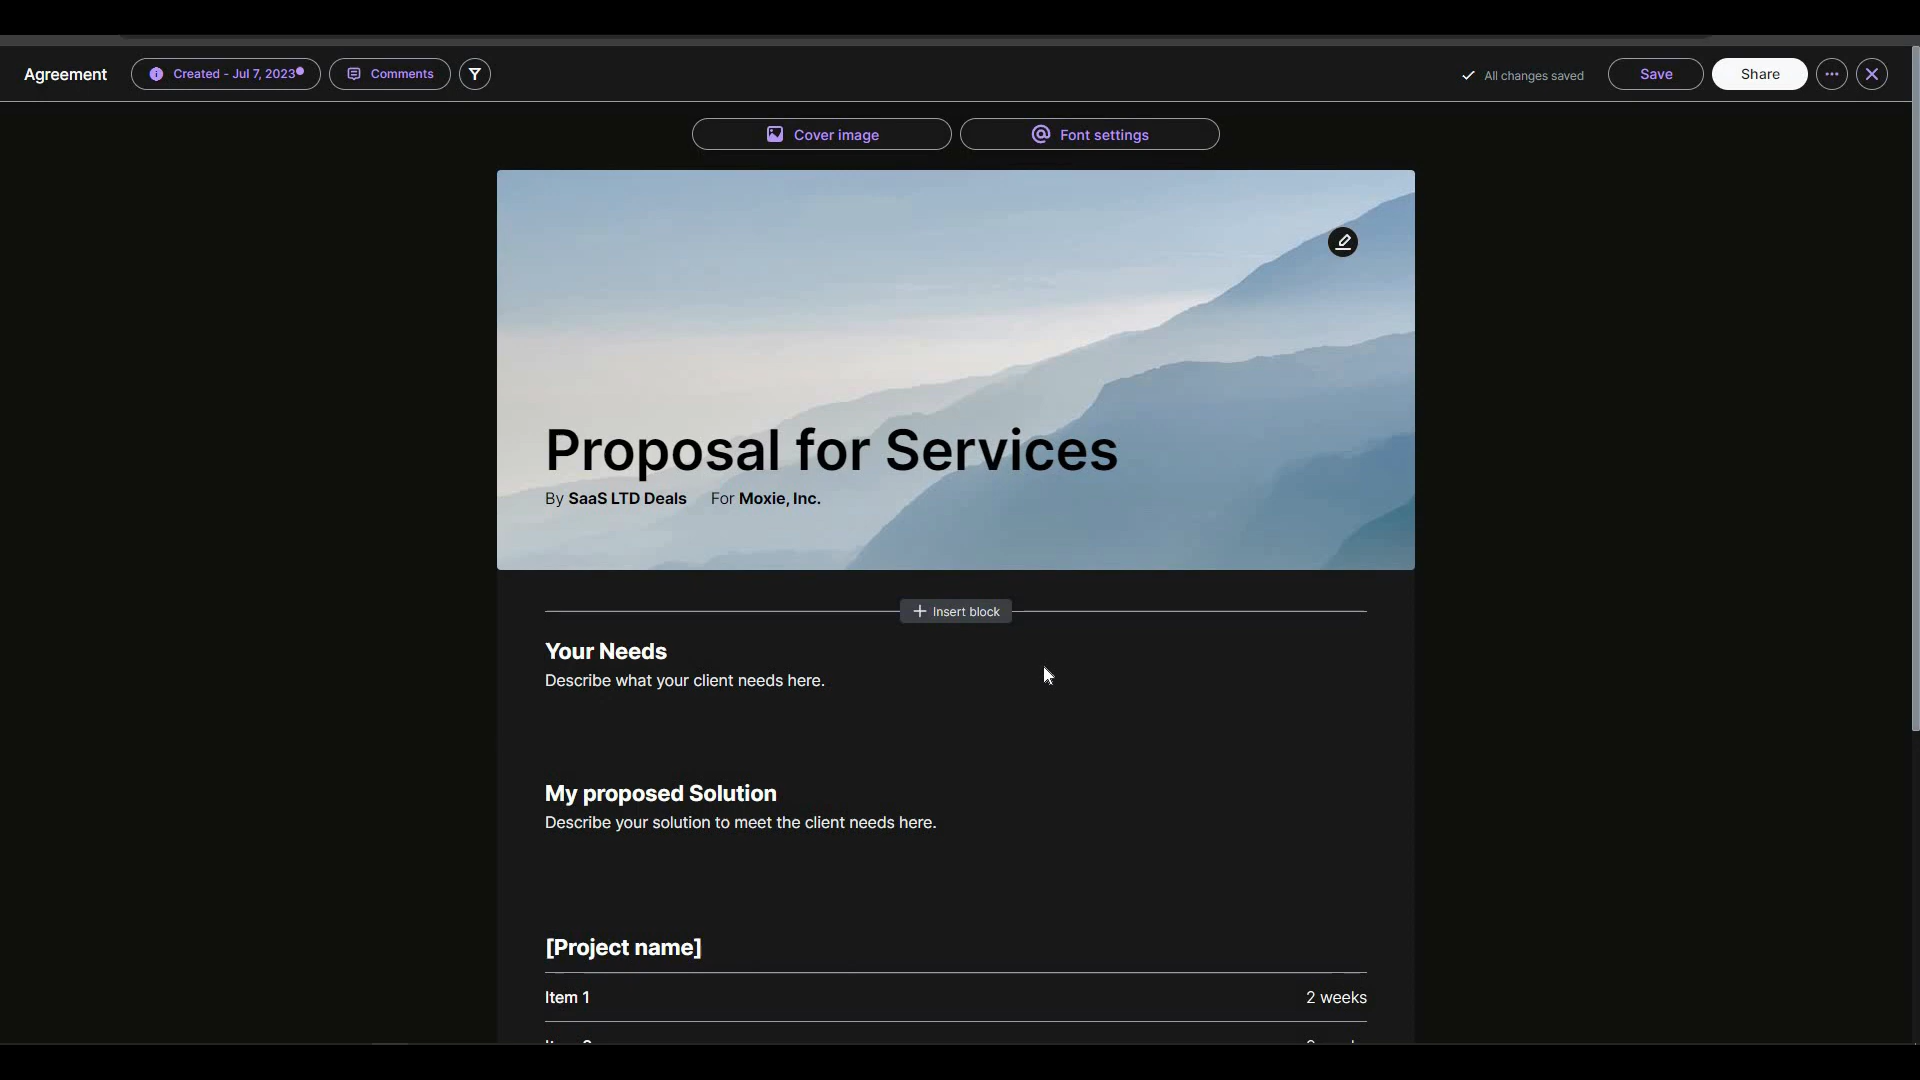 Agreement
Created - Jul 7, 2023
Comments
All changes saved
Save
Share
Cover image
Font settings
Proposal for Services
By SaaS LTD Deals For Moxie, Inc.
Insert block
Your Needs
Describe what your client needs here.
My proposed Solution
Describe your solution to meet the client needs here.
[Project name]
Item 1 2 weeks